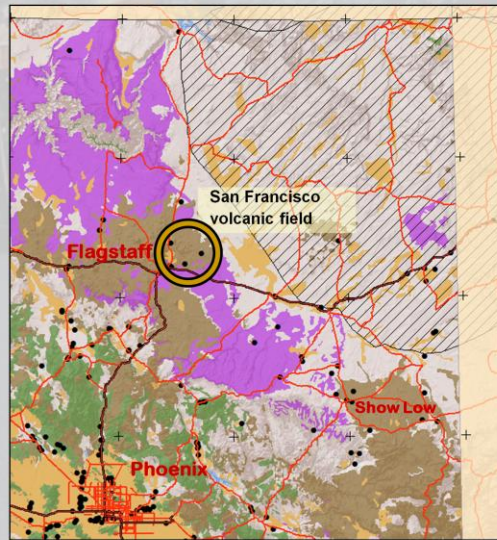 San Francisco
volcanic field
Flagstaff
Show Low
Phoenix